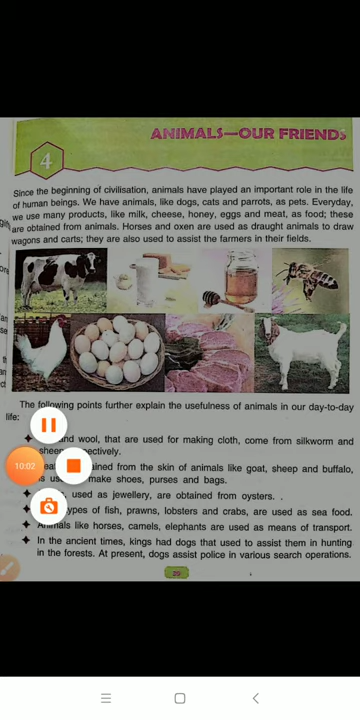 ANIMALS—OUR FRIENDS
4
Since the beginning of civilisation, animals have played an important role in the life
of human beings. We have animals, like dogs, cats and parrots, as pets. Everyday,
we use many products, like milk, cheese, honey, eggs and meat, as food; these
are obtained from animals. Horses and oxen are used as draught animals to draw
wagons and carts; they are also used to assist the farmers in their fields.
The following points further explain the usefulness of animals in our day-to-day
life:
and wool, that are used for making cloth, come from silkworm and
sheep respectively.
from the skin of animals like goat, sheep and buffalo,
is used make shoes, purses and bags.
used as jewellery, are obtained from oysters.
types of fish, prawns, lobsters and crabs, are used as sea food.
Animals like horses, camels, elephants are used as means of transport.
In the ancient times, kings had dogs that used to assist them in hunting
in the forests. At present, dogs assist police in various search operations.
10:02